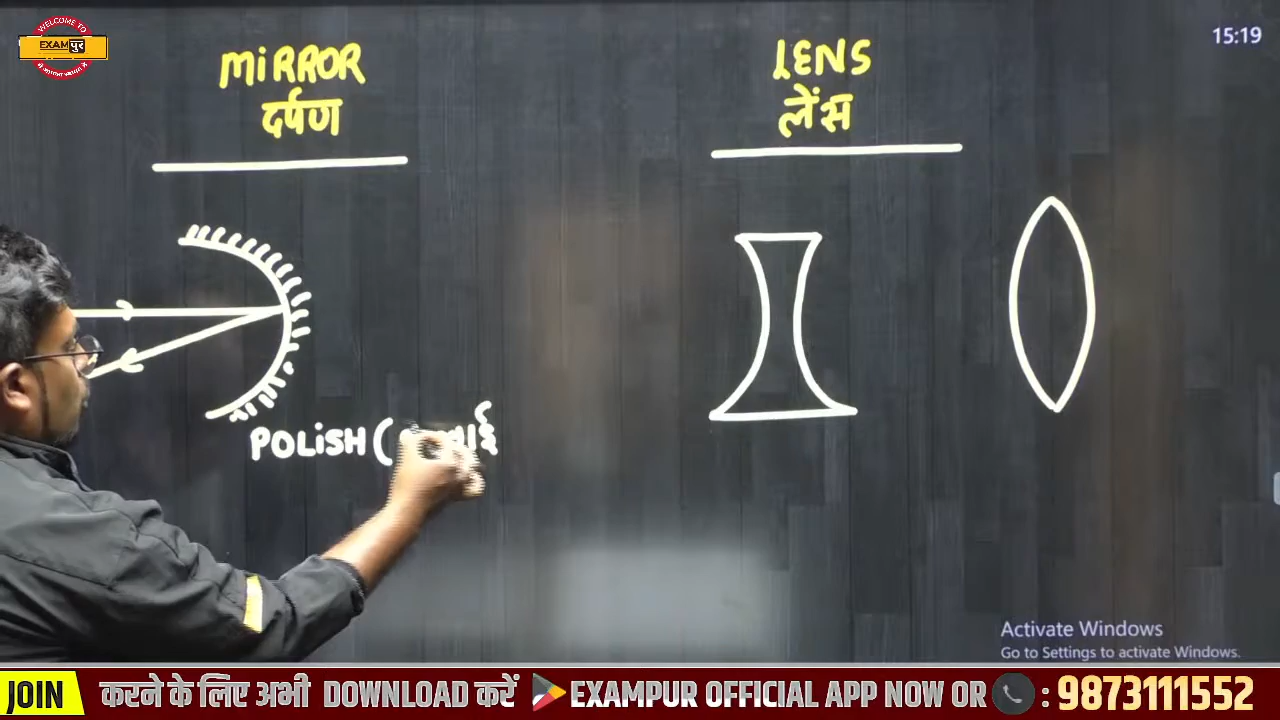 WELCOME TO
EXAMपुर
15:19
MiRROR
दर्पण
LENS
लेंस
POLiSH (
Activate Windows
Go to Settings to activate Windows.
JOIN करने के लिए अभी DOWNLOAD करें EXAMPUR OFFICIAL APP NOW OR : 9873111552